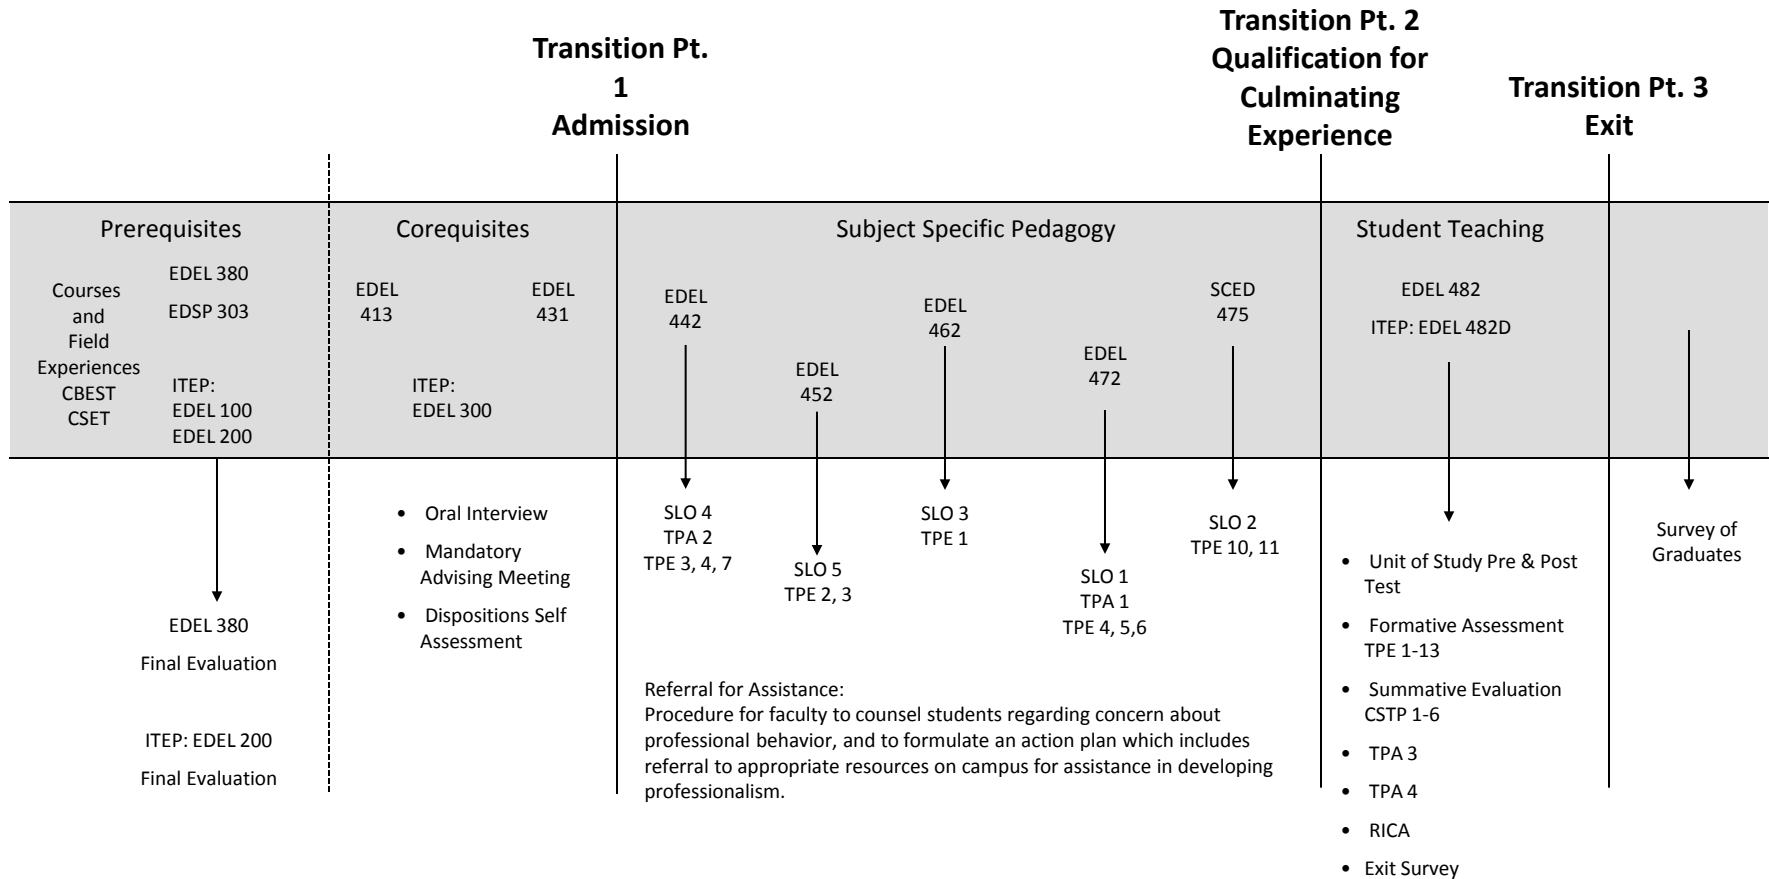 Transition Pt.
1
Admission
Transition Pt. 2
Qualification for
Culminating
Experience
Transition Pt. 3
Exit
Prerequisites
Courses
and
Field
Experiences
CBEST
CSET
EDEL 380
EDSP 303
ITEP:
EDEL 100
EDEL 200
Corequisites
EDEL
413
EDEL
431
ITEP:
EDEL 300
Subject Specific Pedagogy
EDEL
442
EDEL
452
EDEL
462
EDEL
472
SCED
475
Student Teaching
EDEL 482
ITEP: EDEL 482D
EDEL 380
Final Evaluation
ITEP: EDEL 200
Final Evaluation
• Oral Interview
• Mandatory
Advising Meeting
• Dispositions Self
Assessment
SLO 4
TPA 2
TPE 3, 4, 7
SLO 5
TPE 2, 3
SLO 3
TPE 1
SLO 1
TPA 1
TPE 4, 5,6
SLO 2
TPE 10, 11
Referral for Assistance:
Procedure for faculty to counsel students regarding concern about
professional behavior, and to formulate an action plan which includes
referral to appropriate resources on campus for assistance in developing
professionalism.
• Unit of Study Pre & Post
Test
• Formative Assessment
TPE 1-13
• Summative Evaluation
CSTP 1-6
• TPA 3
• TPA 4
• RICA
• Exit Survey
Survey of
Graduates